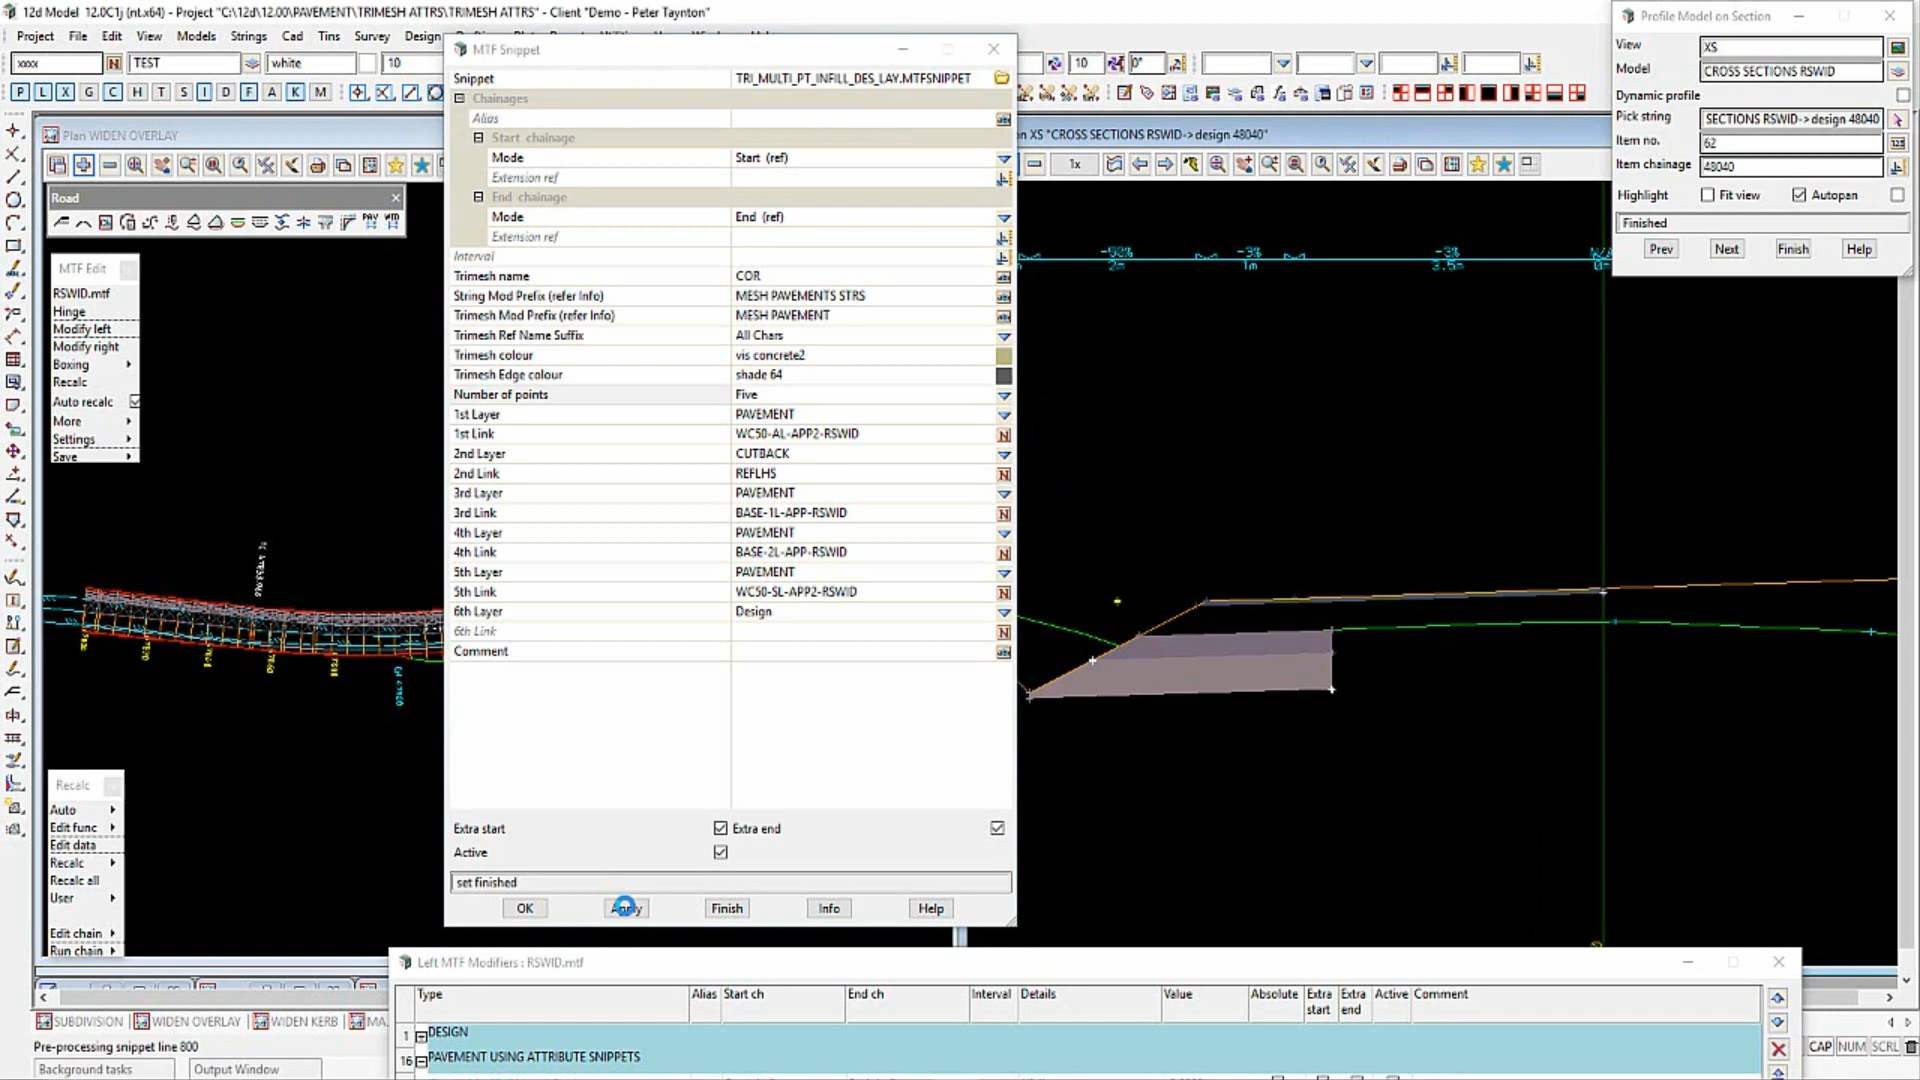 12d Model 12.0C1j (nt.x64) - Project "C:\12d\12.00\PAVEMENT\TRIMESH ATTRS\TRIMESH ATTRS" - Client "Demo - Peter Taynton"
Project File Edit View Models Strings Cad Tins Survey Design
xxxx N TEST white 10
10 0°
P L X G C H T S I D F A K M
Plan WIDEN OVERLAY
Road
PAV WID
MTF Edit
RSWID.mtf
Hinge
Modify left
Modify right
Boxing
Recalc
Auto recalc
More
Settings
Save
Recalc
Auto
Edit func
Edit data
Recalc
Recalc all
User
Edit chain
Run chain
MTF Snippet
Snippet TRI_MULTI_PT_INFILL_DES_LAY.MTFSNIPPET
Chainages
Alias
Start chainage
Mode Start (ref)
Extension ref
End chainage
Mode End (ref)
Extension ref
Interval
Trimesh name COR
String Mod Prefix (refer Info) MESH PAVEMENTS STRS
Trimesh Mod Prefix (refer Info) MESH PAVEMENT
Trimesh Ref Name Suffix All Chars
Trimesh colour vis concrete2
Trimesh Edge colour shade 64
Number of points Five
1st Layer PAVEMENT
1st Link WC50-AL-APP2-RSWID
2nd Layer CUTBACK
2nd Link REFLHS
3rd Layer PAVEMENT
3rd Link BASE-1L-APP-RSWID
4th Layer PAVEMENT
4th Link BASE-2L-APP-RSWID
5th Layer PAVEMENT
5th Link WC50-SL-APP2-RSWID
6th Layer Design
6th Link
Comment
Extra start Extra end
Active
set finished
OK Apply Finish Info Help
XS "CROSS SECTIONS RSWID->design 48040"
1x
-50% -3% -3% N/A
2m 1m 3.5m 0m
Profile Model on Section
View XS
Model CROSS SECTIONS RSWID
Dynamic profile
Pick string SECTIONS RSWID->design 48040
Item no. 62
Item chainage 48040
Highlight Fit view Autopan
Finished
Prev Next Finish Help
Left MTF Modifiers : RSWID.mtf
Type Alias Start ch End ch Interval Details Value Absolute Extra start Extra end Active Comment
1 DESIGN
16 PAVEMENT USING ATTRIBUTE SNIPPETS
SUBDIVISION WIDEN OVERLAY WIDEN KERB
Pre-processing snippet line 800
CAP NUM SCRL
Background tasks Output Window